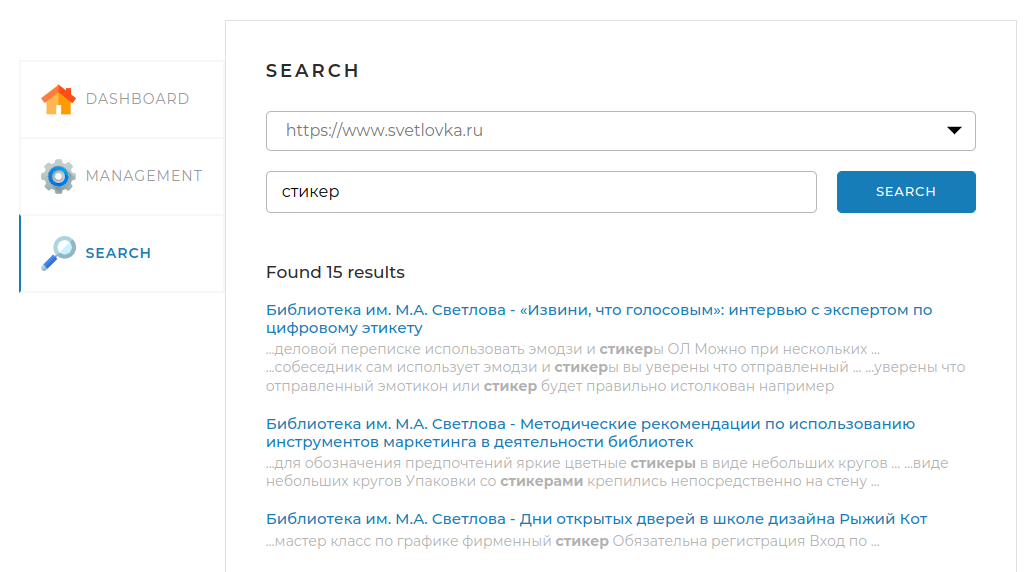 DASHBOARD
MANAGEMENT
SEARCH
SEARCH
https://www.svetlovka.ru
стикер
SEARCH
Found 15 results
Библиотека им. М.А. Светлова - «Извини, что голосовым»: интервью с экспертом по
цифровому этикету
...деловой переписке использовать эмодзи и стикеры ОЛ Можно при нескольких ...
...собеседник сам использует эмодзи и стикеры вы уверены что отправленный ... ...уверены что
отправленный эмотикон или стикер будет правильно истолкован например
Библиотека им. М.А. Светлова - Методические рекомендации по использованию
инструментов маркетинга в деятельности библиотек
...для обозначения предпочтений яркие цветные стикеры в виде небольших кругов ... ...виде
небольших кругов Упаковки со стикерами крепились непосредственно на стену ...
Библиотека им. М.А. Светлова - Дни открытых дверей в школе дизайна Рыжий Кот
...мастер класс по графике фирменный стикер Обязательна регистрация Вход по ...